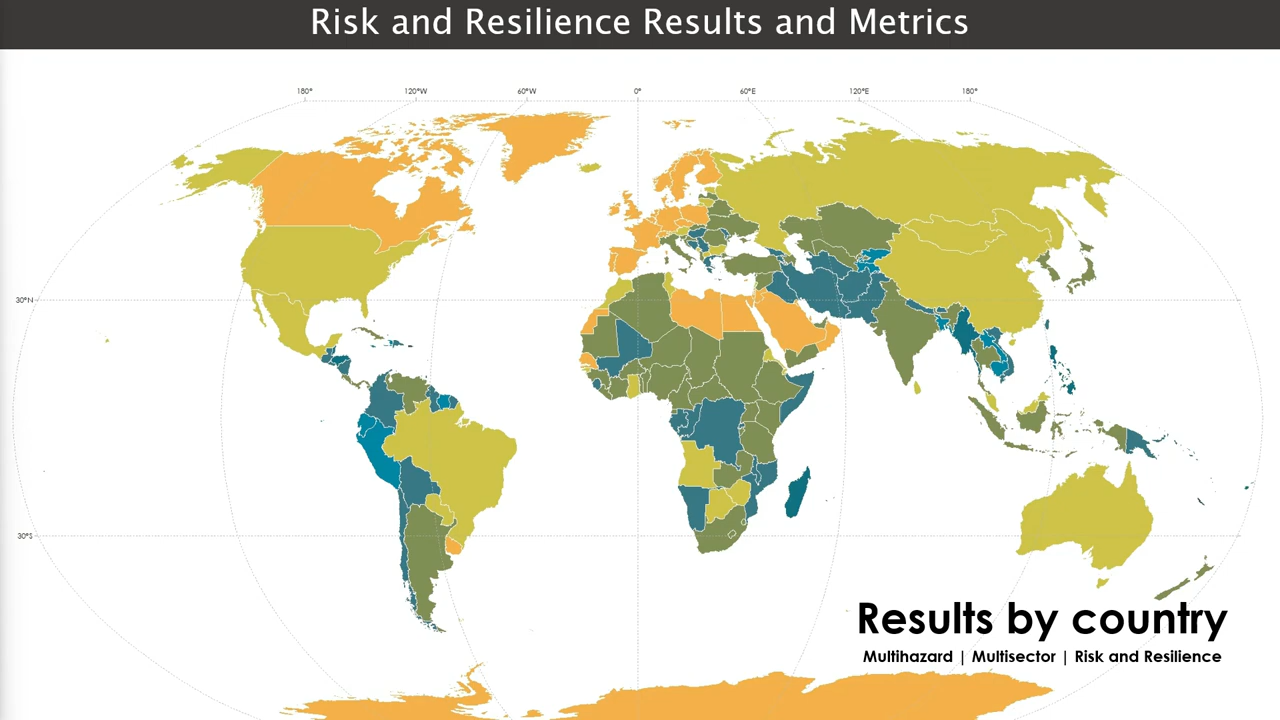 Risk and Resilience Results and Metrics
180° 120°W 60°W 0° 60°E 120°E 180°
30°N
30°S
Results by country
Multihazard | Multisector | Risk and Resilience